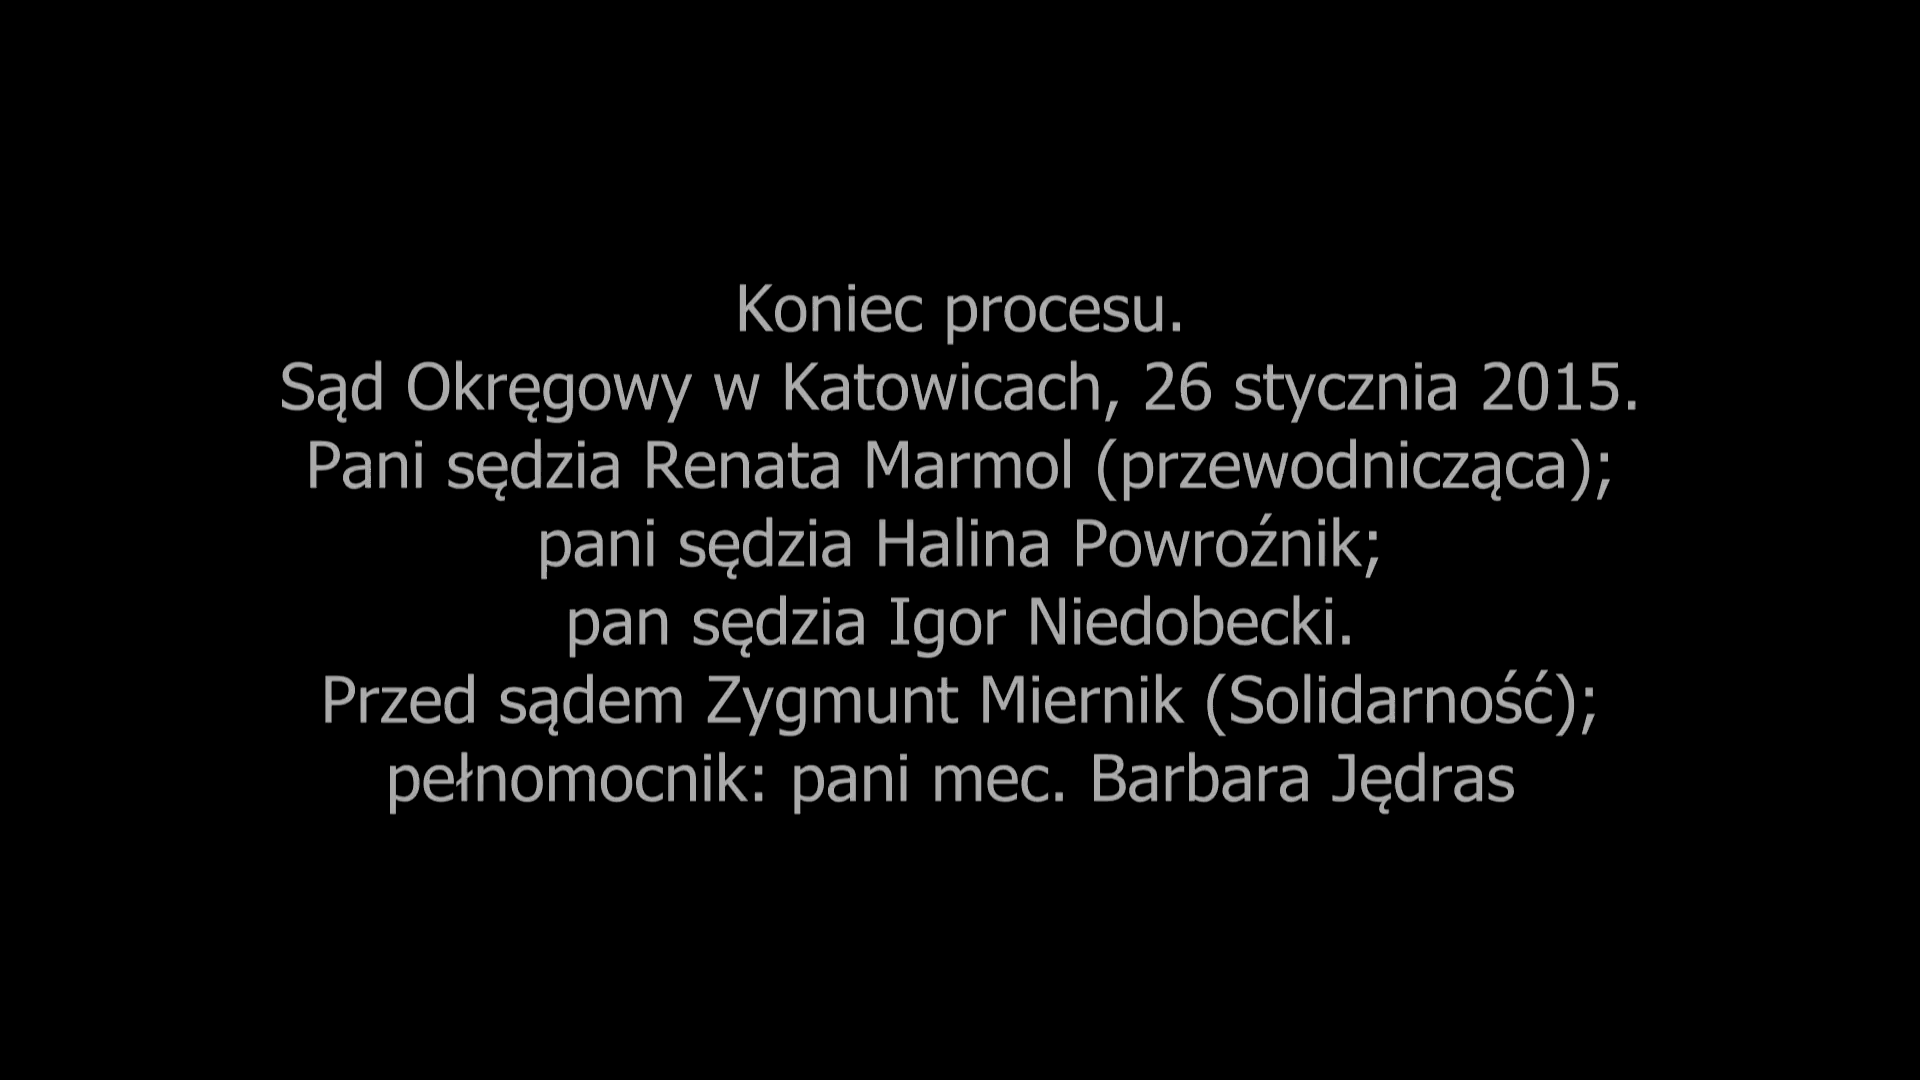 Koniec procesu.
Sąd Okręgowy w Katowicach, 26 stycznia 2015.
Pani sędzia Renata Marmol (przewodnicząca);
pani sędzia Halina Powroźnik;
pan sędzia Igor Niedobecki.
Przed sądem Zygmunt Miernik (Solidarność);
pełnomocnik: pani mec. Barbara Jędras